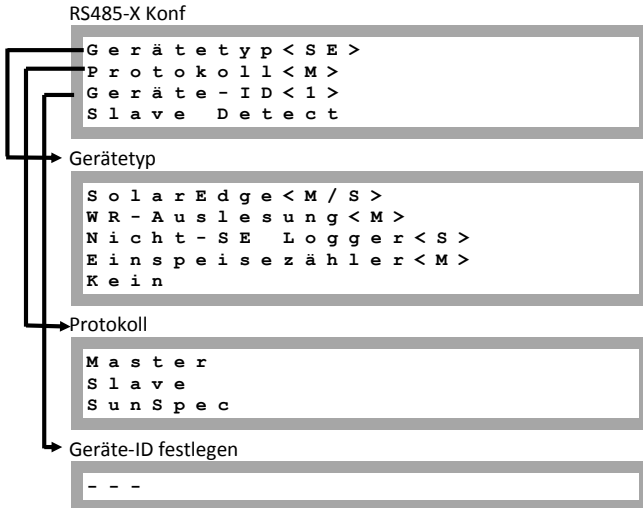 RS485-X Konf
Gerätetyp<SE>
Protokoll<M>
Geräte-ID<1>
Slave Detect
Gerätetyp
SolarEdge<M/S>
WR-Auslesung<M>
Nicht-SE Logger<S>
Einspeisezähler<M>
Kein
Protokoll
Master
Slave
SunSpec
Geräte-ID festlegen
---